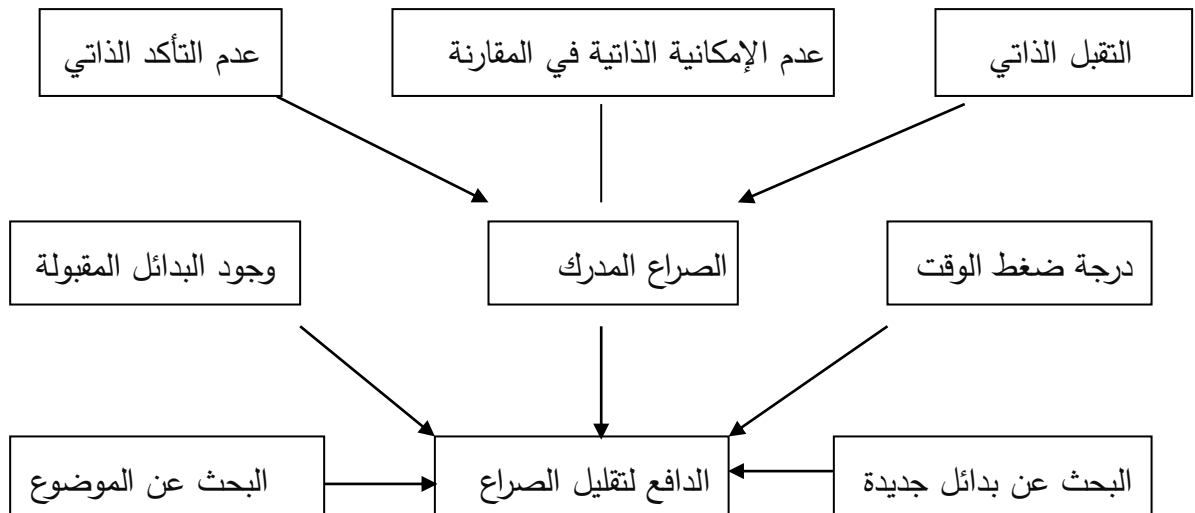 التقبل الذاتي
عدم الإمكانية الذاتية في المقارنة
عدم التأكد الذاتي
درجة ضغط الوقت
الصراع المدرك
وجود البدائل المقبولة
البحث عن بدائل جديدة
الدافع لتقليل الصراع
البحث عن الموضوع